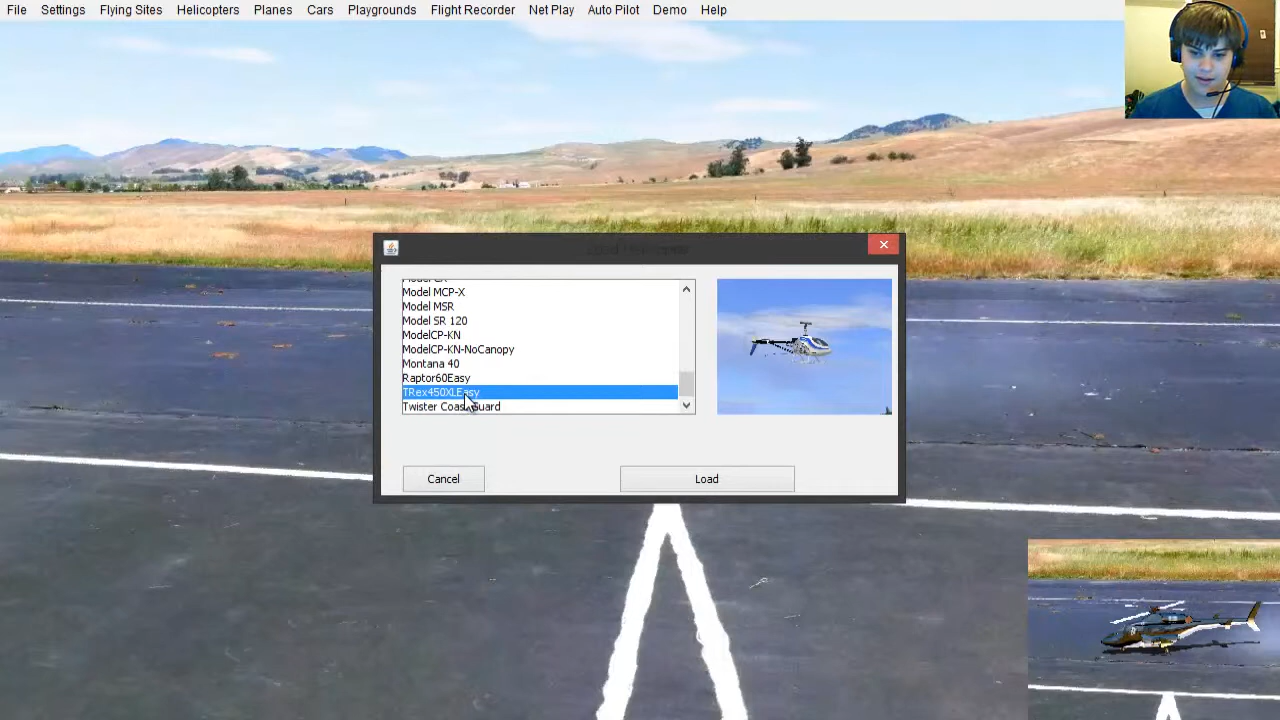 File Settings Flying Sites Helicopters Planes Cars Playgrounds Flight Recorder Net Play Auto Pilot Demo Help
Model MCP-X
Model MSR
Model SR 120
ModelCP-KN
ModelCP-KN-NoCanopy
Montana 40
Raptor60Easy
TRex450XLEasy
Twister Coast Guard
Cancel Load